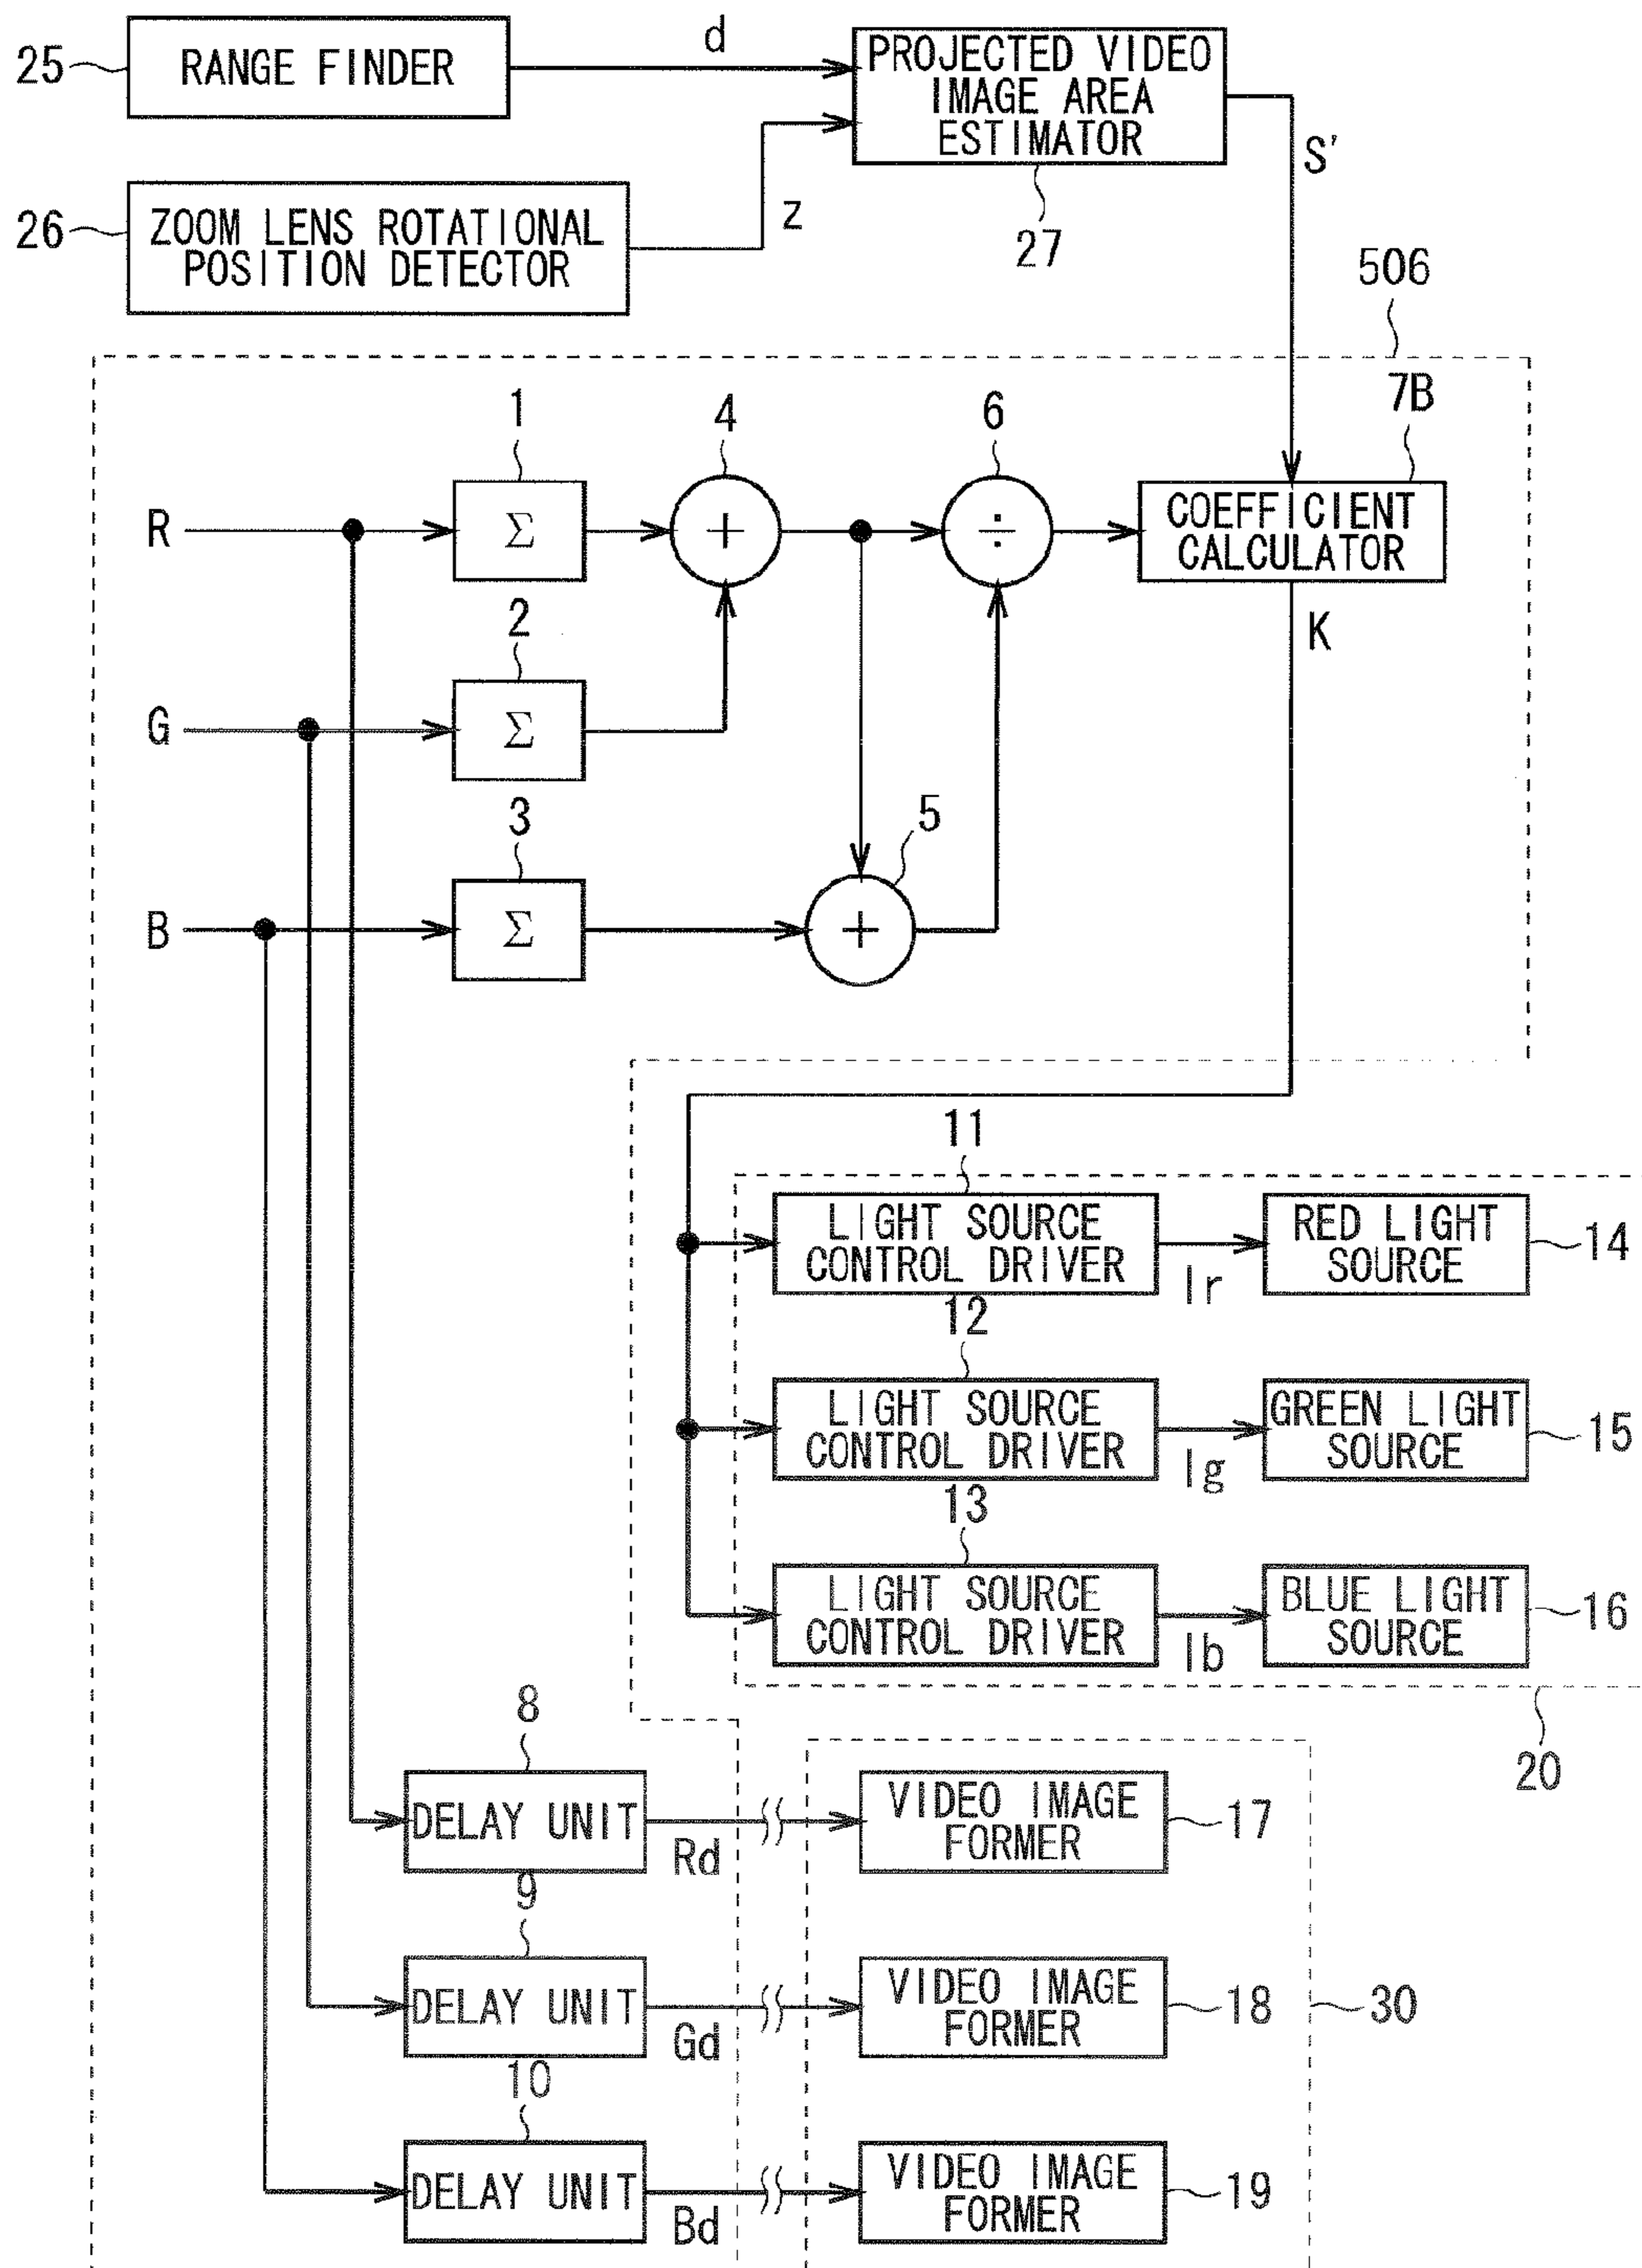 25
RANGE FINDER
d
PROJECTED VIDEO
IMAGE AREA
ESTIMATOR
S'
26
ZOOM LENS ROTATIONAL
POSITION DETECTOR
z
27
506
7B
1
4
6
R
Σ
+
÷
COEFFICIENT
CALCULATOR
2
K
G
Σ
3
5
B
Σ
+
11
LIGHT SOURCE
CONTROL DRIVER
Ir
RED LIGHT
SOURCE
14
12
LIGHT SOURCE
CONTROL DRIVER
Ig
GREEN LIGHT
SOURCE
15
13
LIGHT SOURCE
CONTROL DRIVER
Ib
BLUE LIGHT
SOURCE
16
20
8
DELAY UNIT
Rd
VIDEO IMAGE
FORMER
17
9
DELAY UNIT
Gd
VIDEO IMAGE
FORMER
18
30
10
DELAY UNIT
Bd
VIDEO IMAGE
FORMER
19